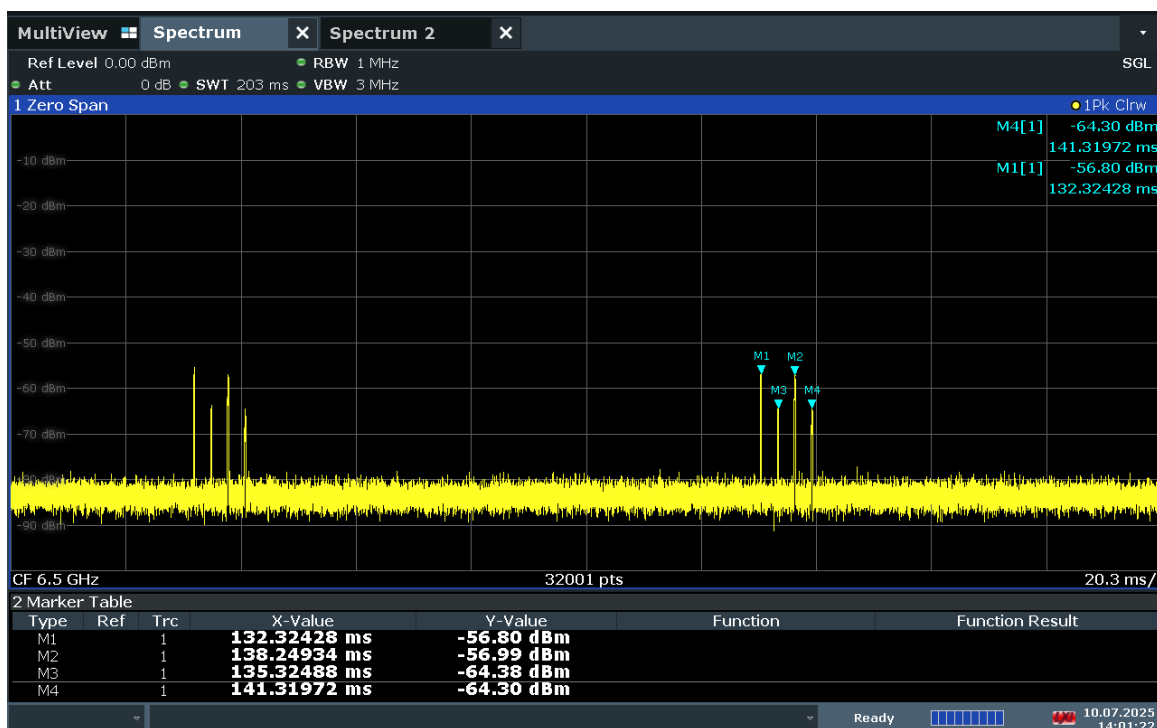 MultiView Spectrum X Spectrum 2 X
Ref Level 0.00 dBm RBW 1 MHz SGL
Att 0 dB SWT 203 ms VBW 3 MHz
1 Zero Span 1Pk Clrw
M4[1] -64.30 dBm
141.31972 ms
M1[1] -56.80 dBm
132.32428 ms
-10 dBm
-20 dBm
-30 dBm
-40 dBm
-50 dBm
M1 M2
-60 dBm
M3 M4
-70 dBm
-90 dBm
CF 6.5 GHz 32001 pts 20.3 ms/
2 Marker Table
Type Ref Trc X-Value Y-Value Function Function Result
M1 1 132.32428 ms -56.80 dBm
M2 1 138.24934 ms -56.99 dBm
M3 1 135.32488 ms -64.38 dBm
M4 1 141.31972 ms -64.30 dBm
Ready 10.07.2025
14:01:22